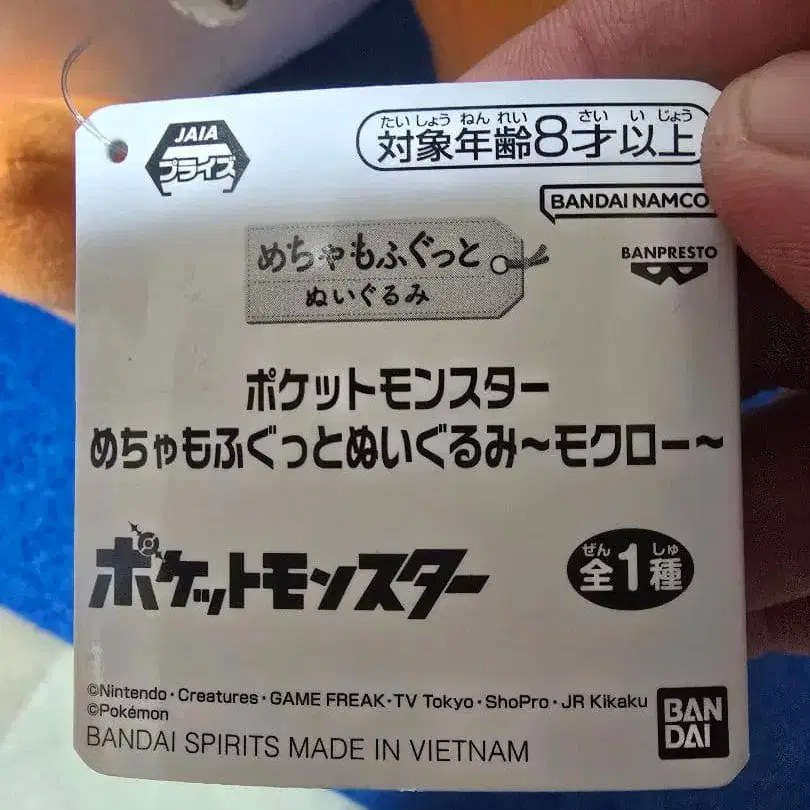 JAIA
プライズ
たいしょうねんれい さい い じょう
対象年齢8才以上
BANDAI NAMCO
BANPRESTO
めちゃもふぐっと
ぬいぐるみ
ポケットモンスター
めちゃもふぐっとぬいぐるみ～モクロー～
ポケットモンスター
ぜん しゅ
全1種
©Nintendo・Creatures・GAME FREAK・TV Tokyo・ShoPro・JR Kikaku
©Pokémon
BANDAI SPIRITS MADE IN VIETNAM
BAN
DAI